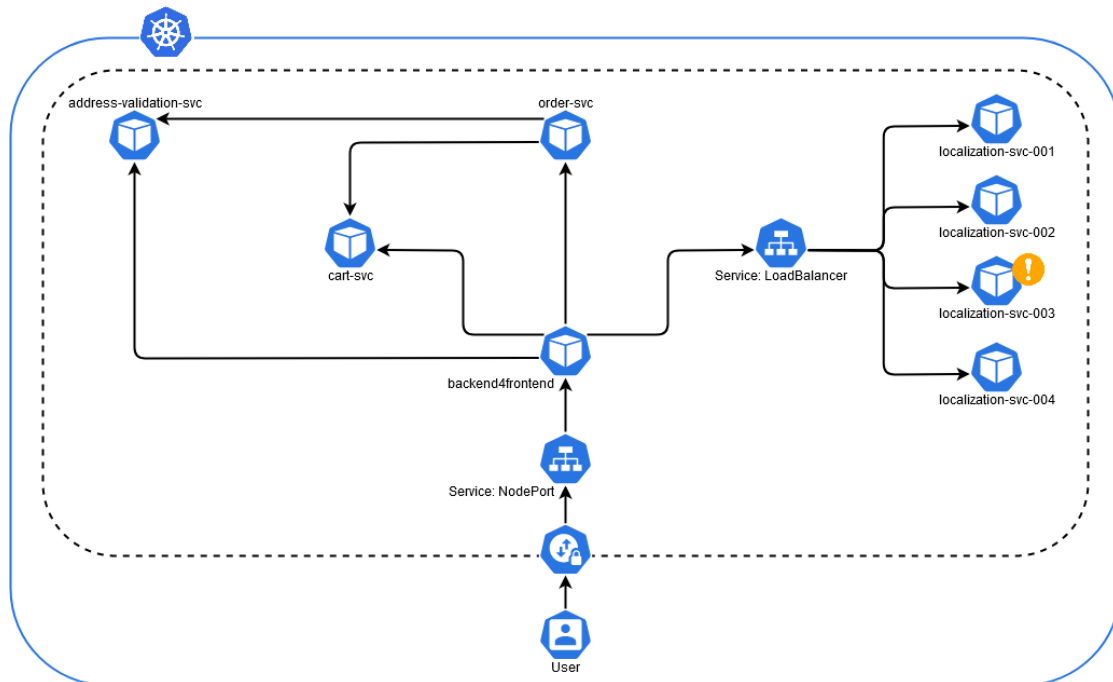 address-validation-svc
order-svc
localization-svc-001
localization-svc-002
cart-svc
Service: LoadBalancer
localization-svc-003
backend4frontend
localization-svc-004
Service: NodePort
User